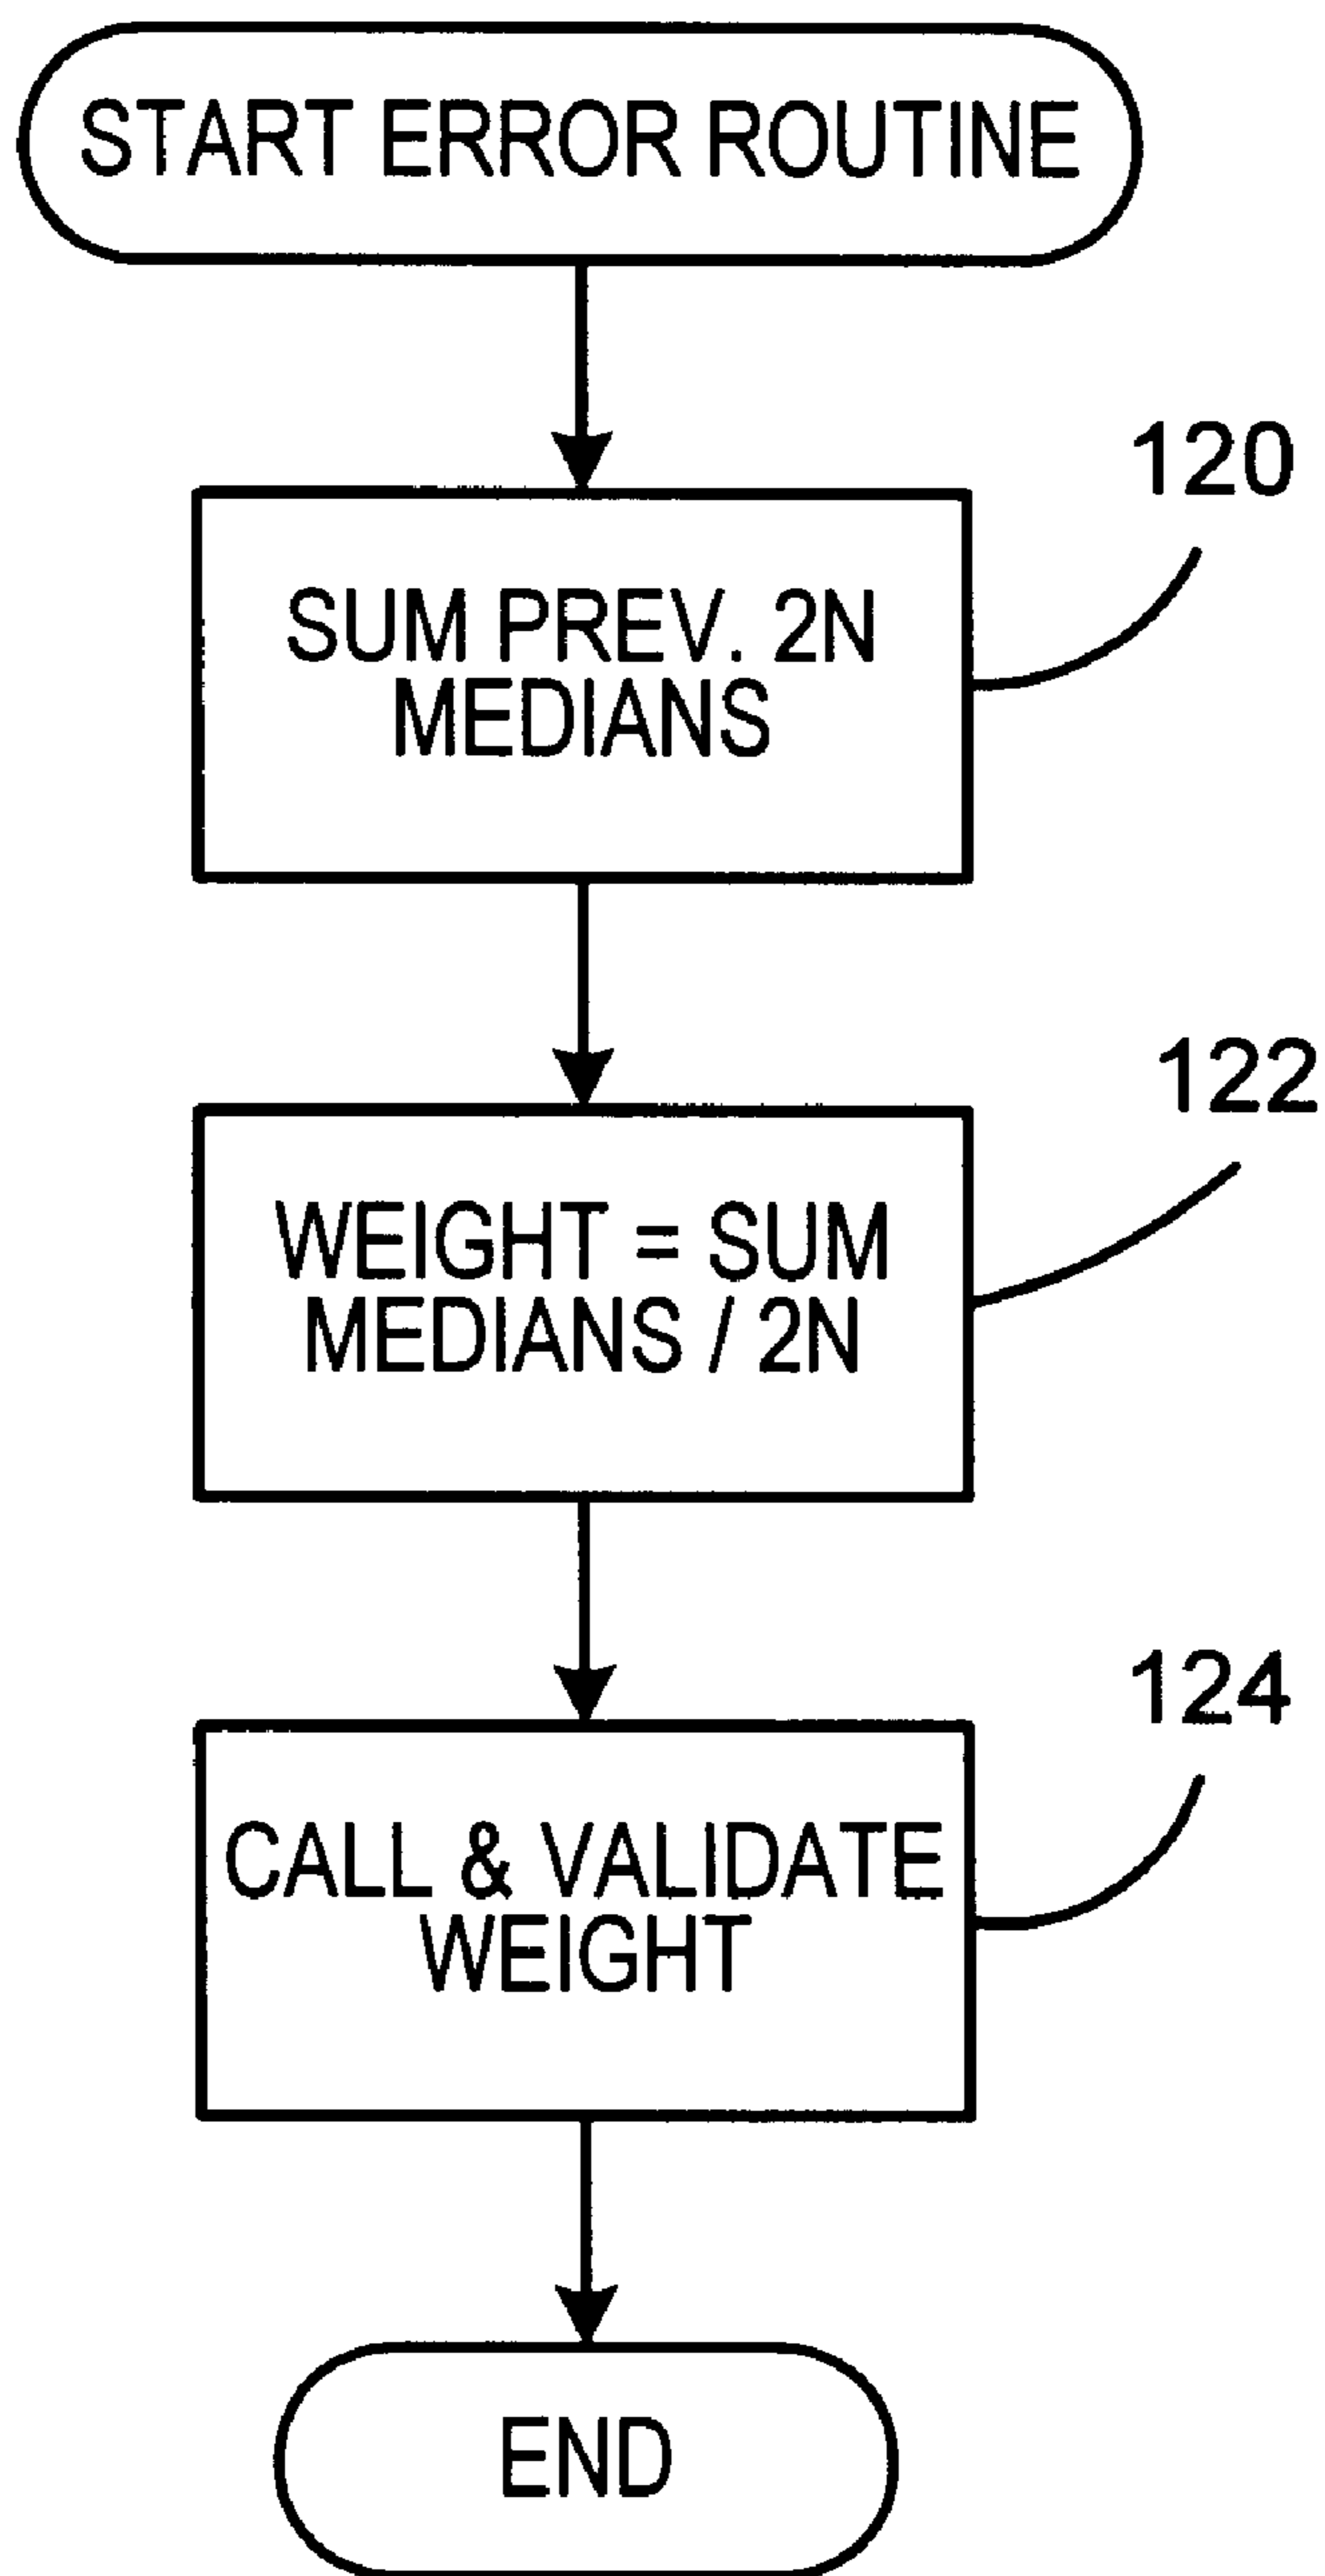 START ERROR ROUTINE
120
SUM PREV. 2N
MEDIANS
122
WEIGHT = SUM
MEDIANS / 2N
124
CALL & VALIDATE
WEIGHT
END